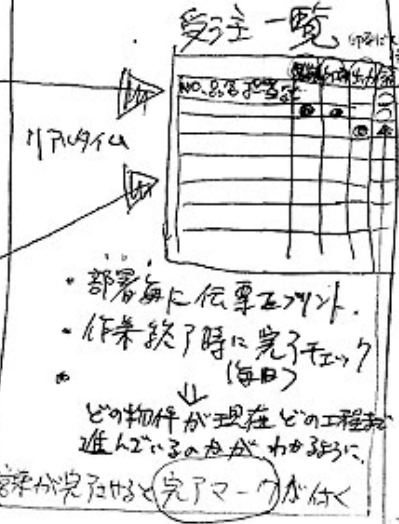 受注一覧
NO. 品名 担当など
リアルタイム
・部署毎に伝票をプリント.
・作業終了時に完了チェック
(毎日)
⇓
どの物件が現在どの工程まで
進んでいるのかが、わかるように.
が完了させると完了マークが付く